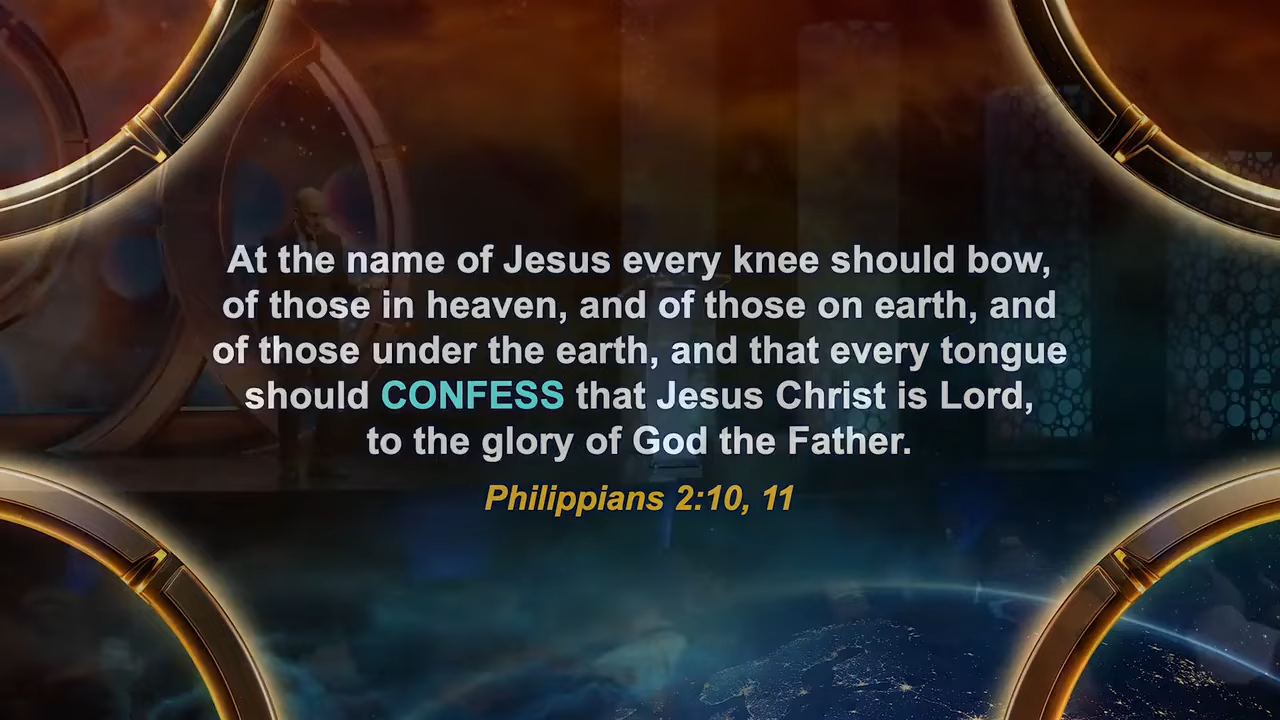 At the name of Jesus every knee should bow,
of those in heaven, and of those on earth, and
of those under the earth, and that every tongue
should CONFESS that Jesus Christ is Lord,
to the glory of God the Father.
Philippians 2:10, 11